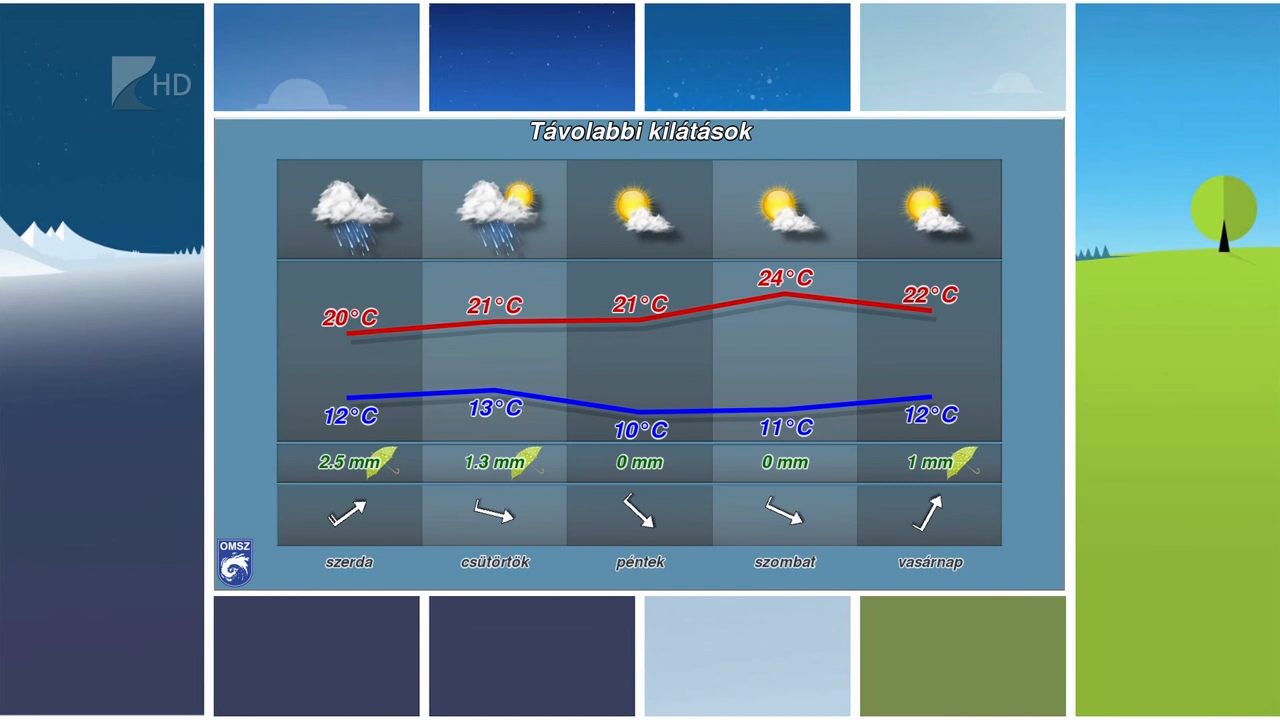 HD
Távolabbi kilátások
20°C 21°C 21°C 24°C 22°C
12°C 13°C 10°C 11°C 12°C
2.5 mm 1.3 mm 0 mm 0 mm 1 mm
OMSZ
szerda csütörtök péntek szombat vasárnap